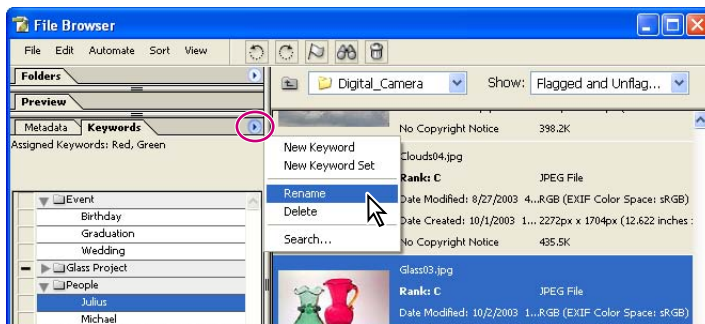 File Browser
File Edit Automate Sort View
Folders
Digital_Camera Show: Flagged and Unflag...
Preview
Metadata Keywords
Assigned Keywords: Red, Green
Event
Birthday
Graduation
Wedding
Glass Project
People
Julius
Michael
New Keyword
New Keyword Set
Rename
Delete
Search...
No Copyright Notice 398.2K
Clouds04.jpg
Rank: C JPEG File
Date Modified: 8/27/2003 4...RGB (EXIF Color Space: sRGB)
Date Created: 10/1/2003 1... 2272px x 1704px (12.622 inches
No Copyright Notice 435.5K
Glass03.jpg
Rank: C JPEG File
Date Modified: 10/2/2003 1...RGB (EXIF Color Space: sRGB)